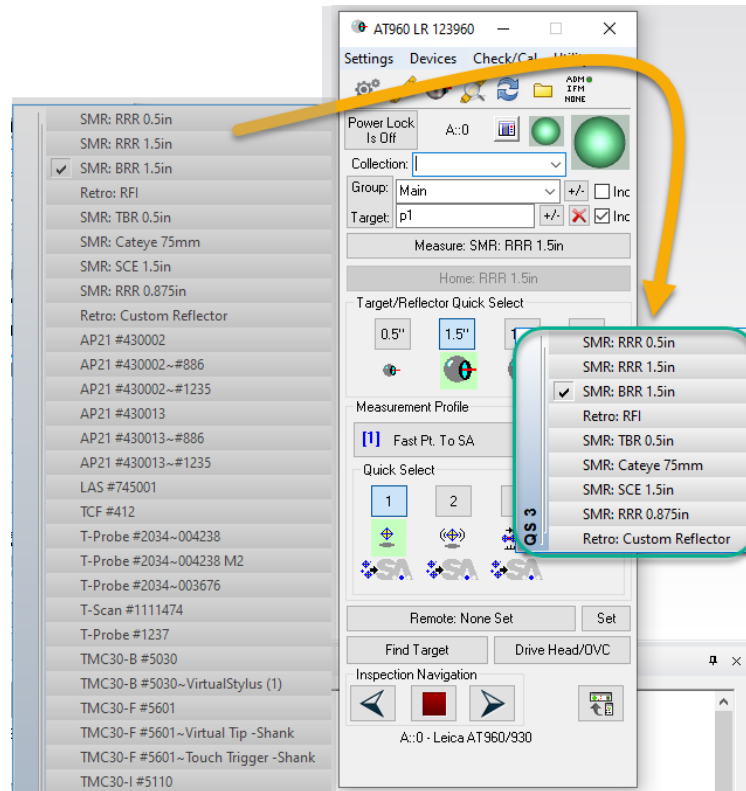 AT960 LR 123960
Settings Devices Check/Cal Utility
ADM
IFM
NONE
Power Lock
Is Off
A::0
Collection:
Group: Main +/- Inc
Target: p1 +/- Inc
Measure: SMR: RRR 1.5in
Home: RRR 1.5in
Target/Reflector Quick Select
0.5" 1.5"
Measurement Profile
[1] Fast Pt. To SA
Quick Select
1 2
SA SA SA
Remote: None Set Set
Find Target Drive Head/OVC
Inspection Navigation
A::0 - Leica AT960/930
SMR: RRR 0.5in
SMR: RRR 1.5in
SMR: BRR 1.5in
Retro: RFI
SMR: TBR 0.5in
SMR: Cateye 75mm
SMR: SCE 1.5in
SMR: RRR 0.875in
Retro: Custom Reflector
AP21 #430002
AP21 #430002~#886
AP21 #430002~#1235
AP21 #430013
AP21 #430013~#886
AP21 #430013~#1235
LAS #745001
TCF #412
T-Probe #2034~004238
T-Probe #2034~004238 M2
T-Probe #2034~003676
T-Scan #1111474
T-Probe #1237
TMC30-B #5030
TMC30-B #5030~VirtualStylus (1)
TMC30-F #5601
TMC30-F #5601~Virtual Tip -Shank
TMC30-F #5601~Touch Trigger -Shank
TMC30-I #5110
QS 3
SMR: RRR 0.5in
SMR: RRR 1.5in
SMR: BRR 1.5in
Retro: RFI
SMR: TBR 0.5in
SMR: Cateye 75mm
SMR: SCE 1.5in
SMR: RRR 0.875in
Retro: Custom Reflector